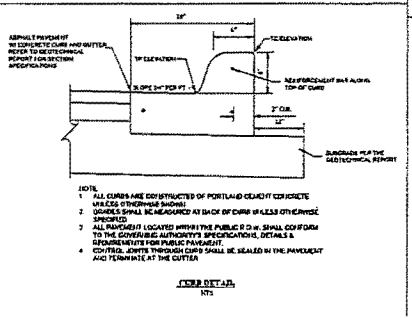 ASPHALT PAVEMENT
W/ CONCRETE CURB AND GUTTER
REFER TO GEOTECHNICAL
REPORT FOR SECTION
SPECIFICATIONS
6"
TP ELEVATION
TC ELEVATION
SLOPE 3/4" PER FT
REINFORCEMENT BAR ALONG
TOP OF CURB
2" CLR.
12"
SUBGRADE PER THE
GEOTECHNICAL REPORT
NOTE
1 ALL CURBS ARE CONSTRUCTED OF PORTLAND CEMENT CONCRETE
UNLESS OTHERWISE SHOWN
2 GRADES SHALL BE MEASURED AT BACK OF CURB UNLESS OTHERWISE
SPECIFIED
3 ALL PAVEMENT LOCATED WITHIN THE PUBLIC R.O.W. SHALL CONFORM
TO THE GOVERNING AUTHORITY'S SPECIFICATIONS, DETAILS &
REQUIREMENTS FOR PUBLIC PAVEMENT.
4 CONTROL JOINTS THROUGH CURB SHALL BE SEALED IN THE PAVEMENT
AND TERMINATE AT THE GUTTER
CURB DETAIL
NTS